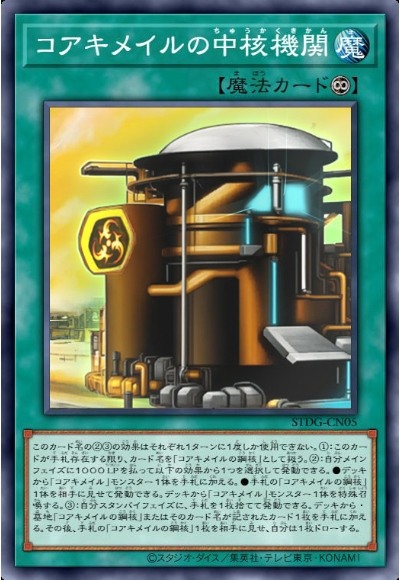 ちゅうかくきかん
コアキメイルの中核機関 魔
まほう
【魔法カード】
STDG-CN05
このカード名の②③の効果はそれぞれ1ターンに1度しか使用できない。①：このカー
ドが手札存在する限り、カード名を「コアキメイルの鋼核」として扱う。②：自分メイン
フェイズに1000LPを払って以下の効果から1つを選択して発動できる。●デッキ
から「コアキメイル」モンスター1体を手札に加える。●手札の「コアキメイルの鋼核」
1体を相手に見せて発動できる。デッキから「コアキメイル」モンスター1体を特殊召
喚する。③：自分スタンバイフェイズに、手札を1枚捨てて発動できる。デッキから・
墓地「コアキメイルの鋼核」またはそのカード名が記されたカード1枚を手札に加え
る。その後、手札の「コアキメイルの鋼核」1枚を相手に見せ、自分は1枚ドローする。
©スタジオ・ダイス／集英社・テレビ東京・KONAMI